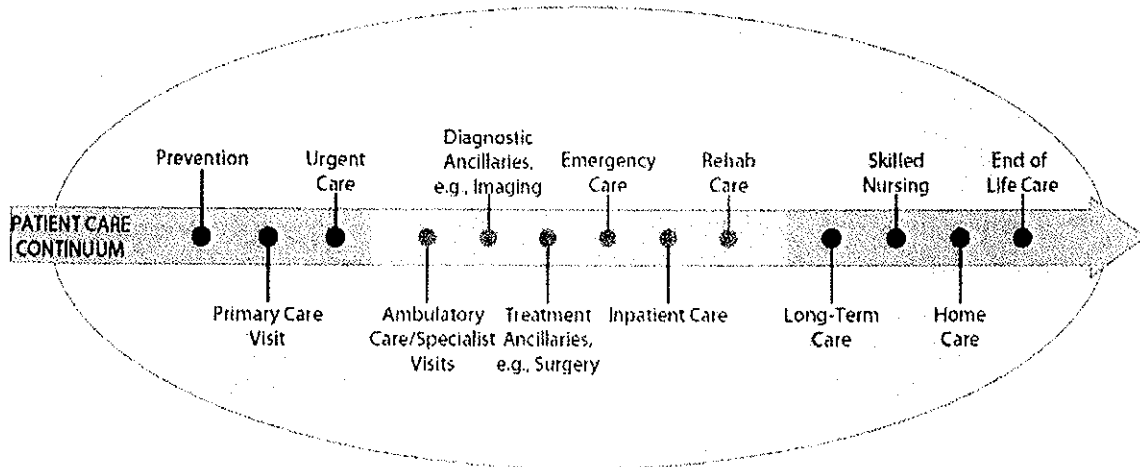 Prevention
Urgent
Care
Diagnostic
Ancillaries,
e.g., Imaging
Emergency
Care
Rehab
Care
Skilled
Nursing
End of
Life Care
PATIENT CARE
CONTINUUM
Primary Care
Visit
Ambulatory
Care/Specialist
Visits
Treatment
Ancillaries,
e.g., Surgery
Inpatient Care
Long-Term
Care
Home
Care